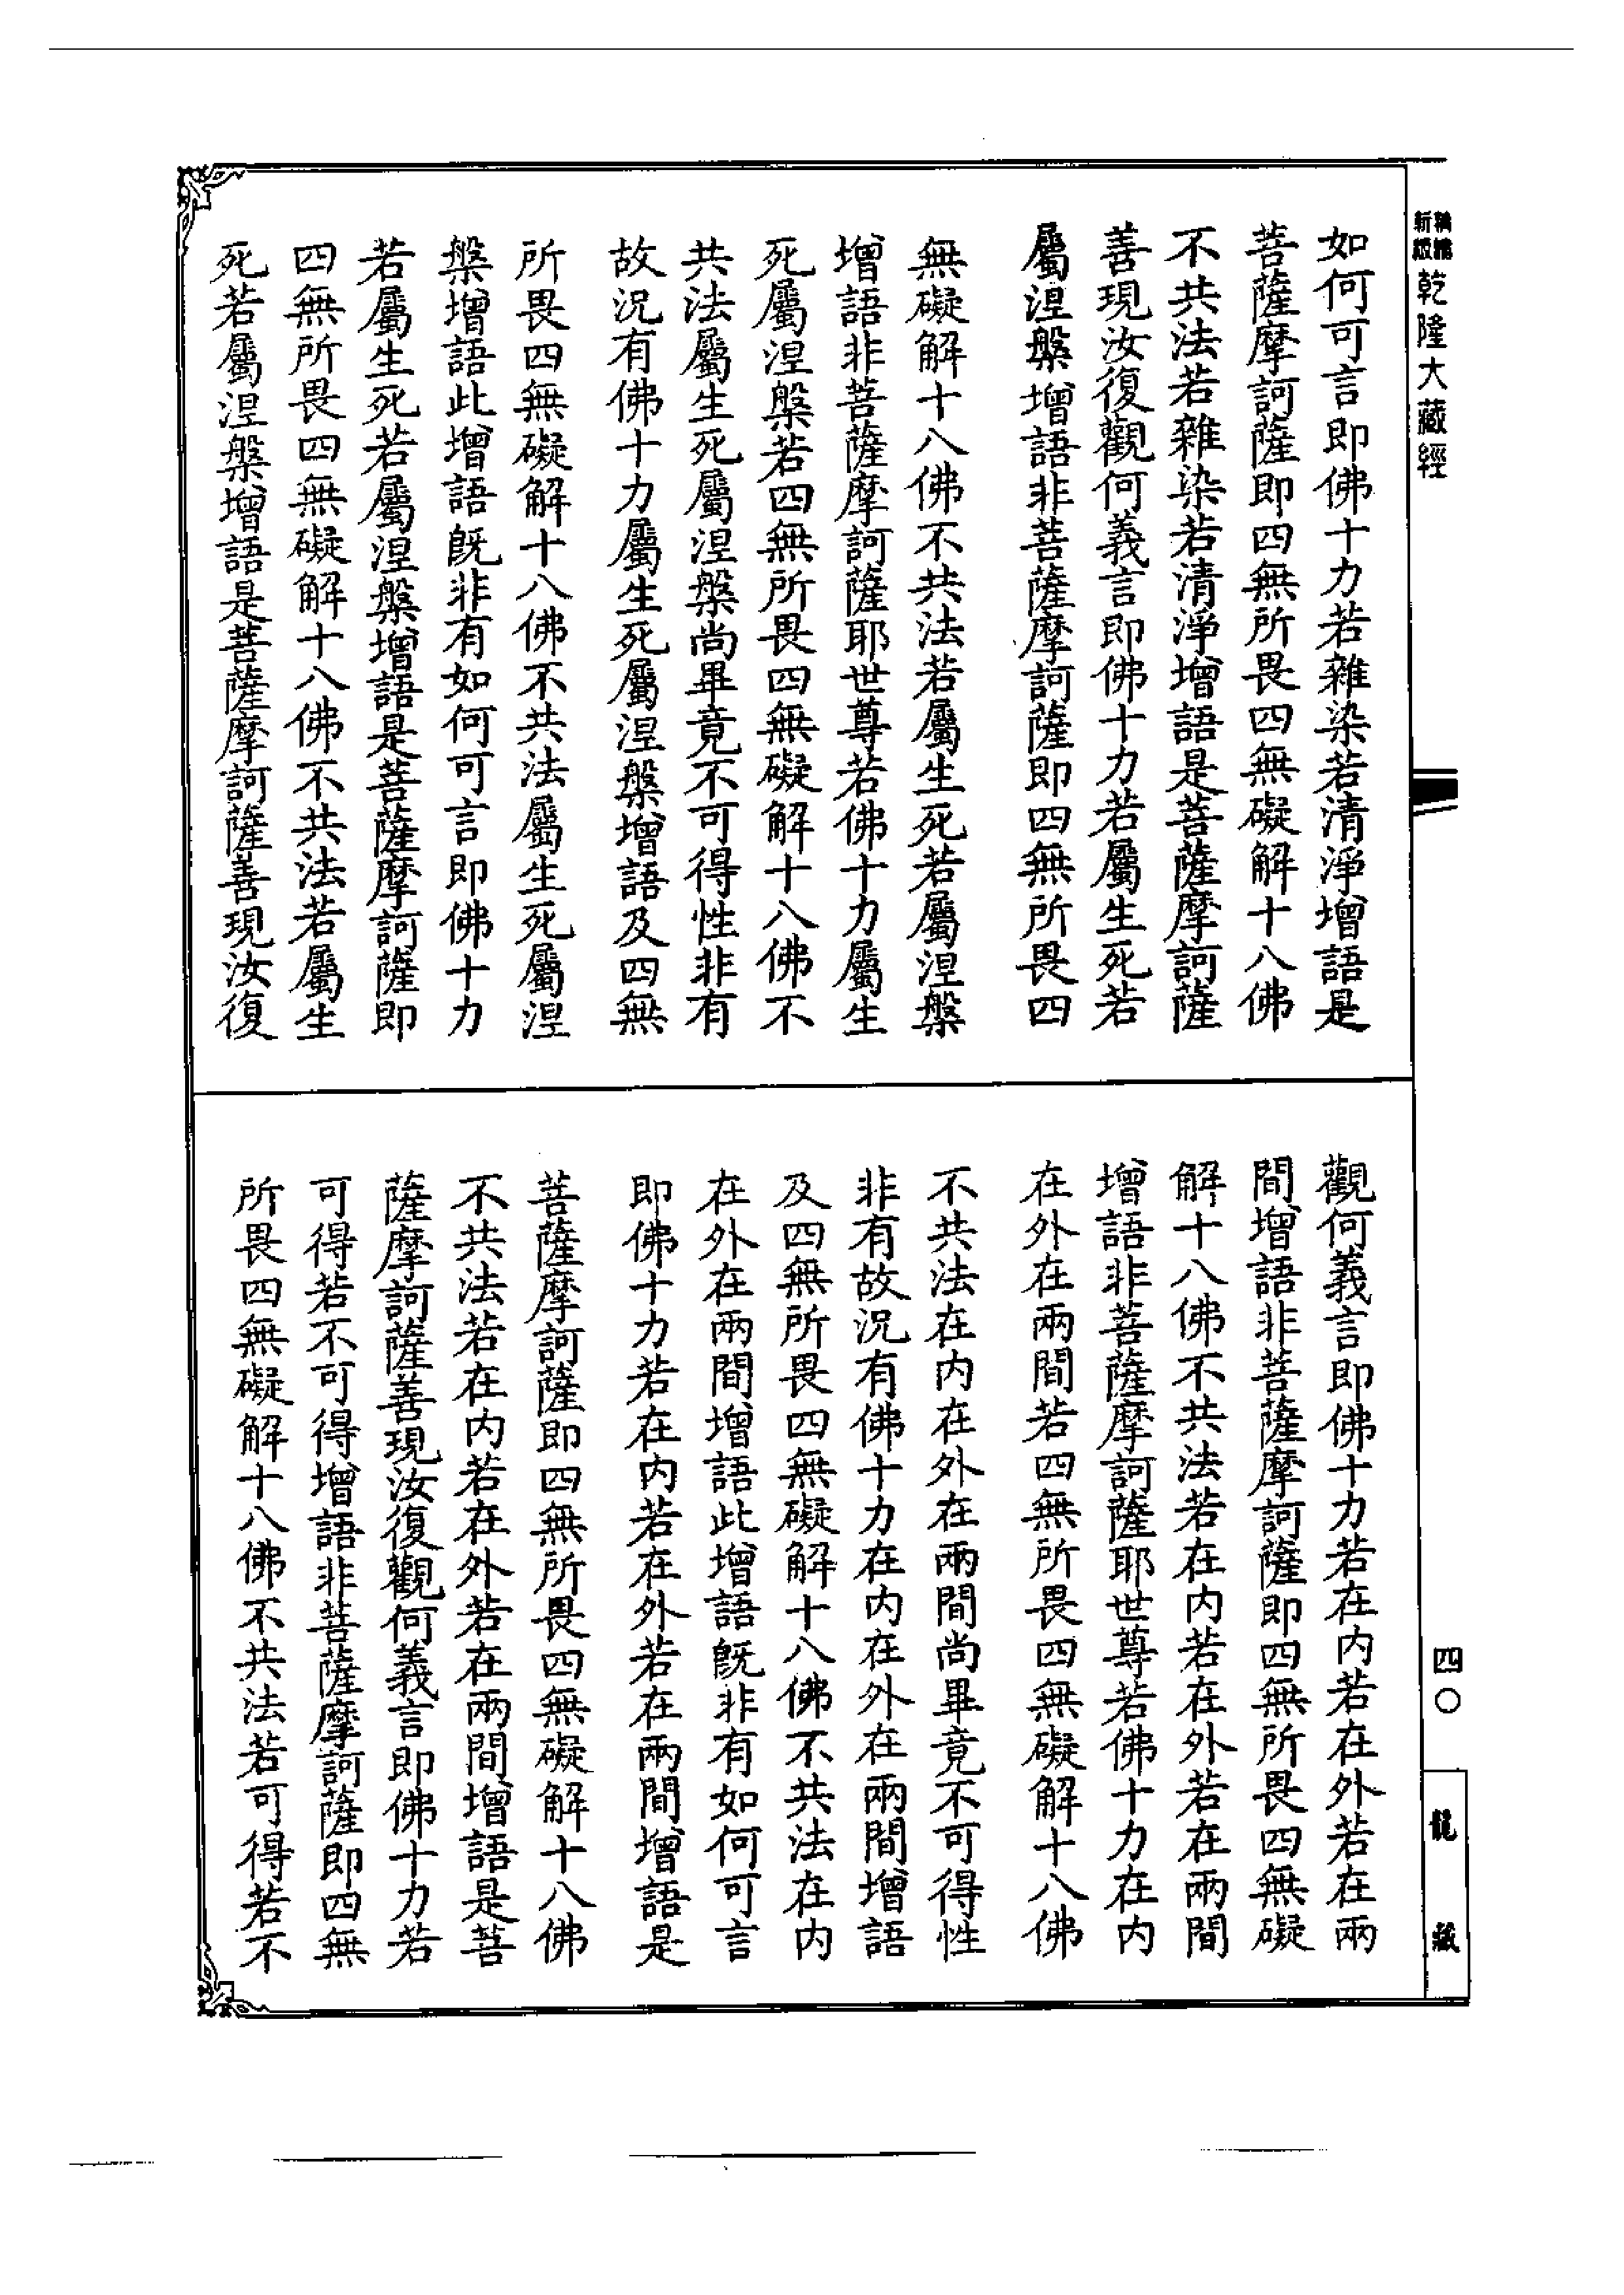 新編縮版 乾隆大藏經
如何可言即佛十力若雜染若清淨增語是
菩薩摩訶薩即四無所畏四無礙解十八佛
不共法若雜染若清淨增語是菩薩摩訶薩
善現汝復觀何義言即佛十力若屬生死若
屬涅槃增語非菩薩摩訶薩即四無所畏四
無礙解十八佛不共法若屬生死若屬涅槃
增語非菩薩摩訶薩耶世尊若佛十力屬生
死屬涅槃若四無所畏四無礙解十八佛不
共法屬生死屬涅槃尚畢竟不可得性非有
故況有佛十力屬生死屬涅槃增語及四無
所畏四無礙解十八佛不共法屬生死屬涅
槃增語此增語既非有如何可言即佛十力
若屬生死若屬涅槃增語是菩薩摩訶薩即
四無所畏四無礙解十八佛不共法若屬生
死若屬涅槃增語是菩薩摩訶薩善現汝復
觀何義言即佛十力若在內若在外若在兩
間增語非菩薩摩訶薩即四無所畏四無礙
解十八佛不共法若在內若在外若在兩間
增語非菩薩摩訶薩耶世尊若佛十力在內
在外在兩間若四無所畏四無礙解十八佛
不共法在內在外在兩間尚畢竟不可得性
非有故況有佛十力在內在外在兩間增語
及四無所畏四無礙解十八佛不共法在內
在外在兩間增語此增語既非有如何可言
即佛十力若在內若在外若在兩間增語是
菩薩摩訶薩即四無所畏四無礙解十八佛
不共法若在內若在外若在兩間增語是菩
薩摩訶薩善現汝復觀何義言即佛十力若
可得若不可得增語非菩薩摩訶薩即四無
所畏四無礙解十八佛不共法若可得若不
四〇
龍藏